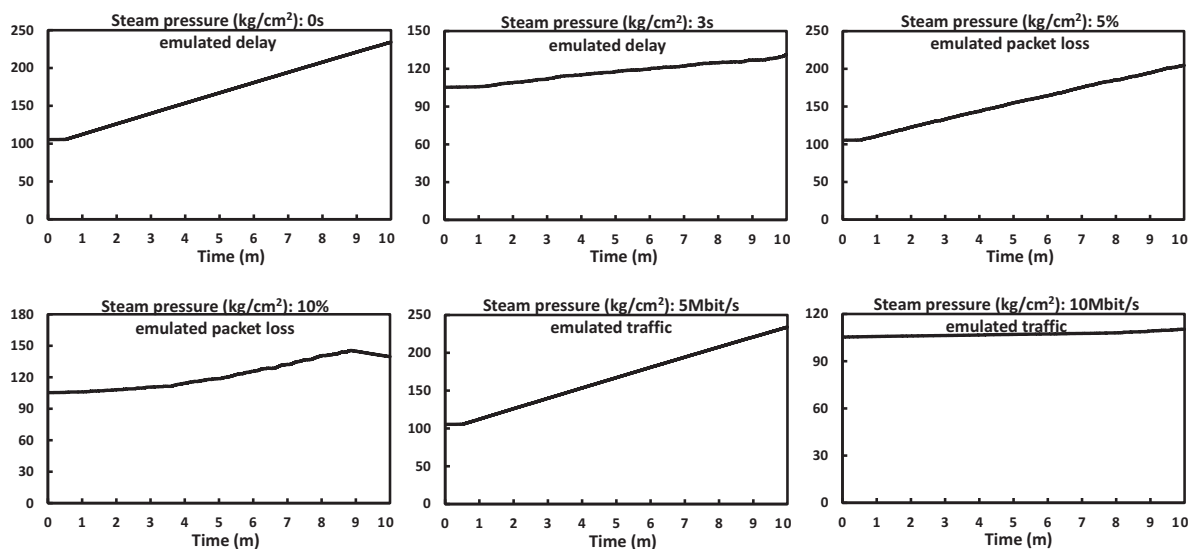 Steam pressure (kg/cm²): 0s
emulated delay
250
200
150
100
50
0
0 1 2 3 4 5 6 7 8 9 10
Time (m)
Steam pressure (kg/cm²): 3s
emulated delay
150
120
90
60
30
0
0 1 2 3 4 5 6 7 8 9 10
Time (m)
Steam pressure (kg/cm²): 5%
emulated packet loss
250
200
150
100
50
0
0 1 2 3 4 5 6 7 8 9 10
Time (m)
Steam pressure (kg/cm²): 10%
emulated packet loss
180
150
120
90
60
30
0
0 1 2 3 4 5 6 7 8 9 10
Time (m)
Steam pressure (kg/cm²): 5Mbit/s
emulated traffic
250
200
150
100
50
0
0 1 2 3 4 5 6 7 8 9 10
Time (m)
Steam pressure (kg/cm²): 10Mbit/s
emulated traffic
120
90
60
30
0
0 1 2 3 4 5 6 7 8 9 10
Time (m)